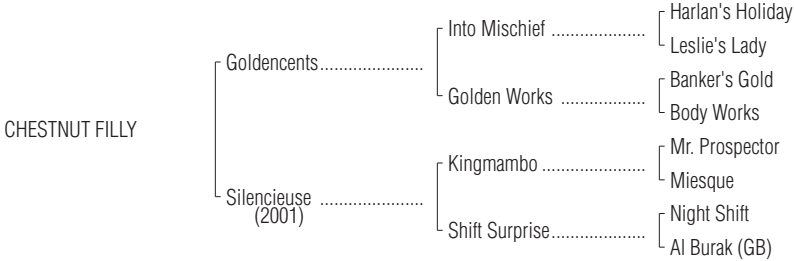 Harlan's Holiday
Into Mischief ....................
Leslie's Lady
Goldencents......................
Banker's Gold
Golden Works ..................
Body Works
CHESTNUT FILLY
Mr. Prospector
Kingmambo ......................
Miesque
Silencieuse ......................
(2001)
Night Shift
Shift Surprise....................
Al Burak (GB)